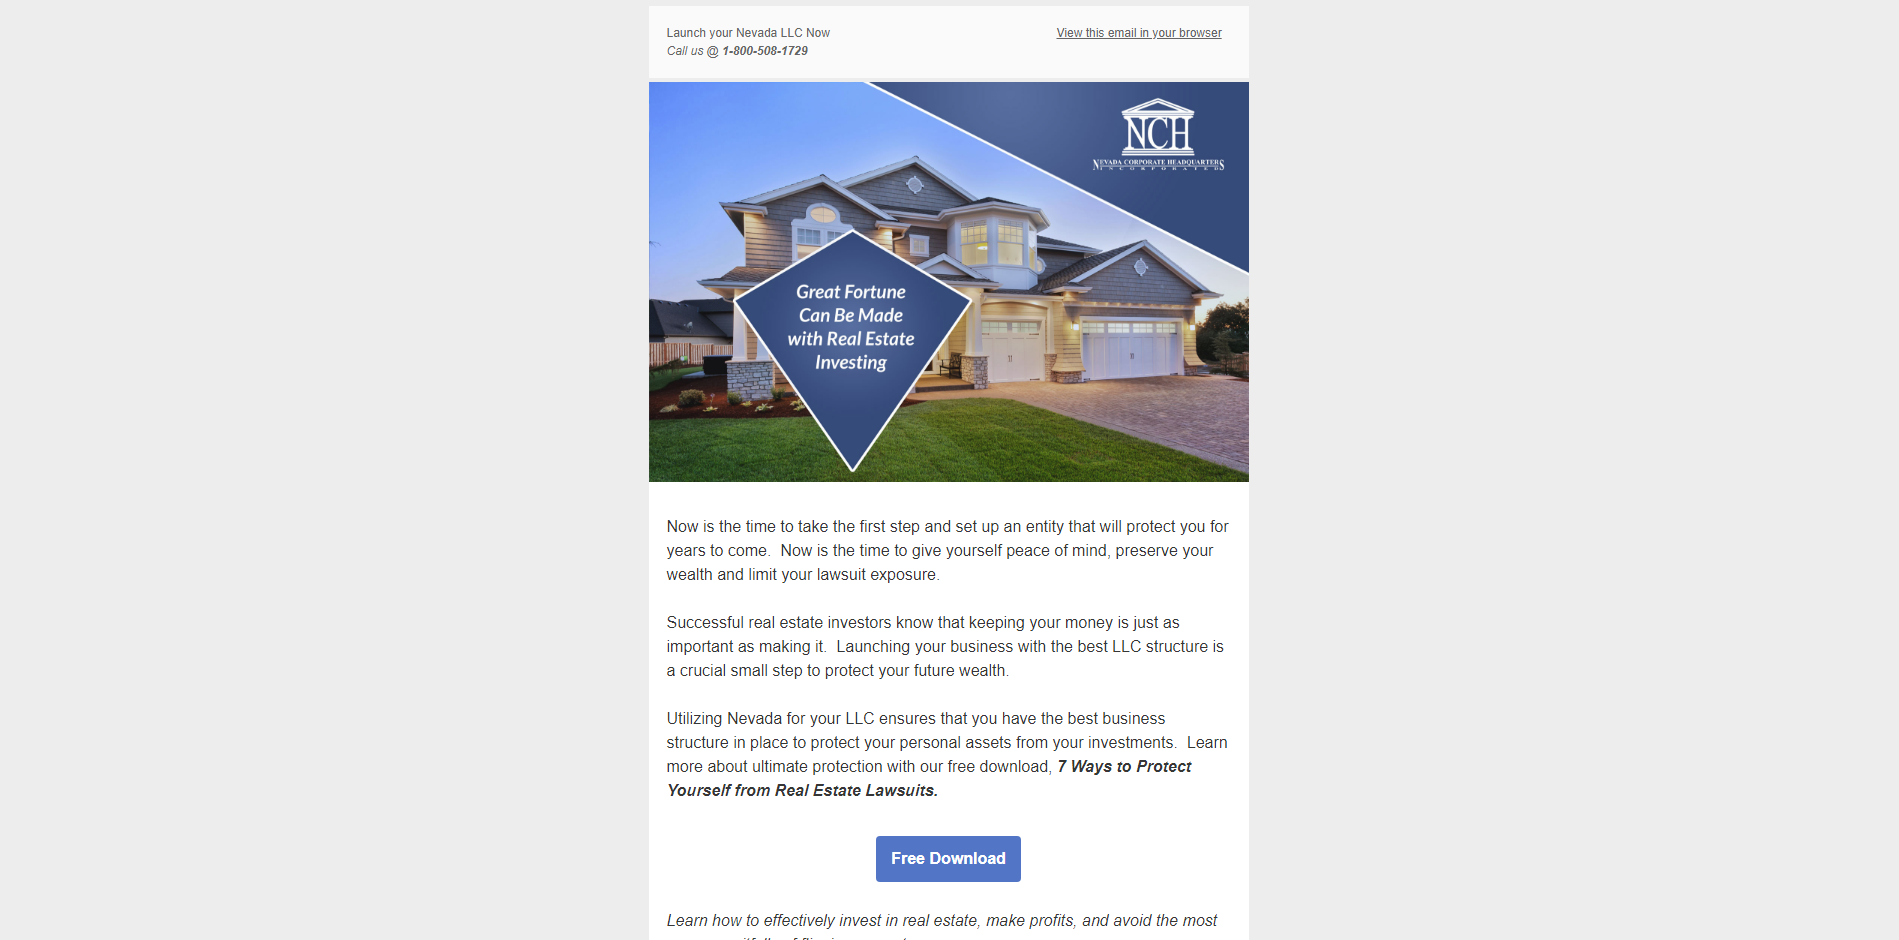 Launch your Nevada LLC Now
Call us @ 1-800-508-1729
View this email in your browser
NCH
NEVADA CORPORATE HEADQUARTERS
INCORPORATED
Great Fortune
Can Be Made
with Real Estate
Investing
Now is the time to take the first step and set up an entity that will protect you for
years to come.  Now is the time to give yourself peace of mind, preserve your
wealth and limit your lawsuit exposure.
Successful real estate investors know that keeping your money is just as
important as making it.  Launching your business with the best LLC structure is
a crucial small step to protect your future wealth.
Utilizing Nevada for your LLC ensures that you have the best business
structure in place to protect your personal assets from your investments.  Learn
more about ultimate protection with our free download, 7 Ways to Protect
Yourself from Real Estate Lawsuits.
Free Download
Learn how to effectively invest in real estate, make profits, and avoid the most